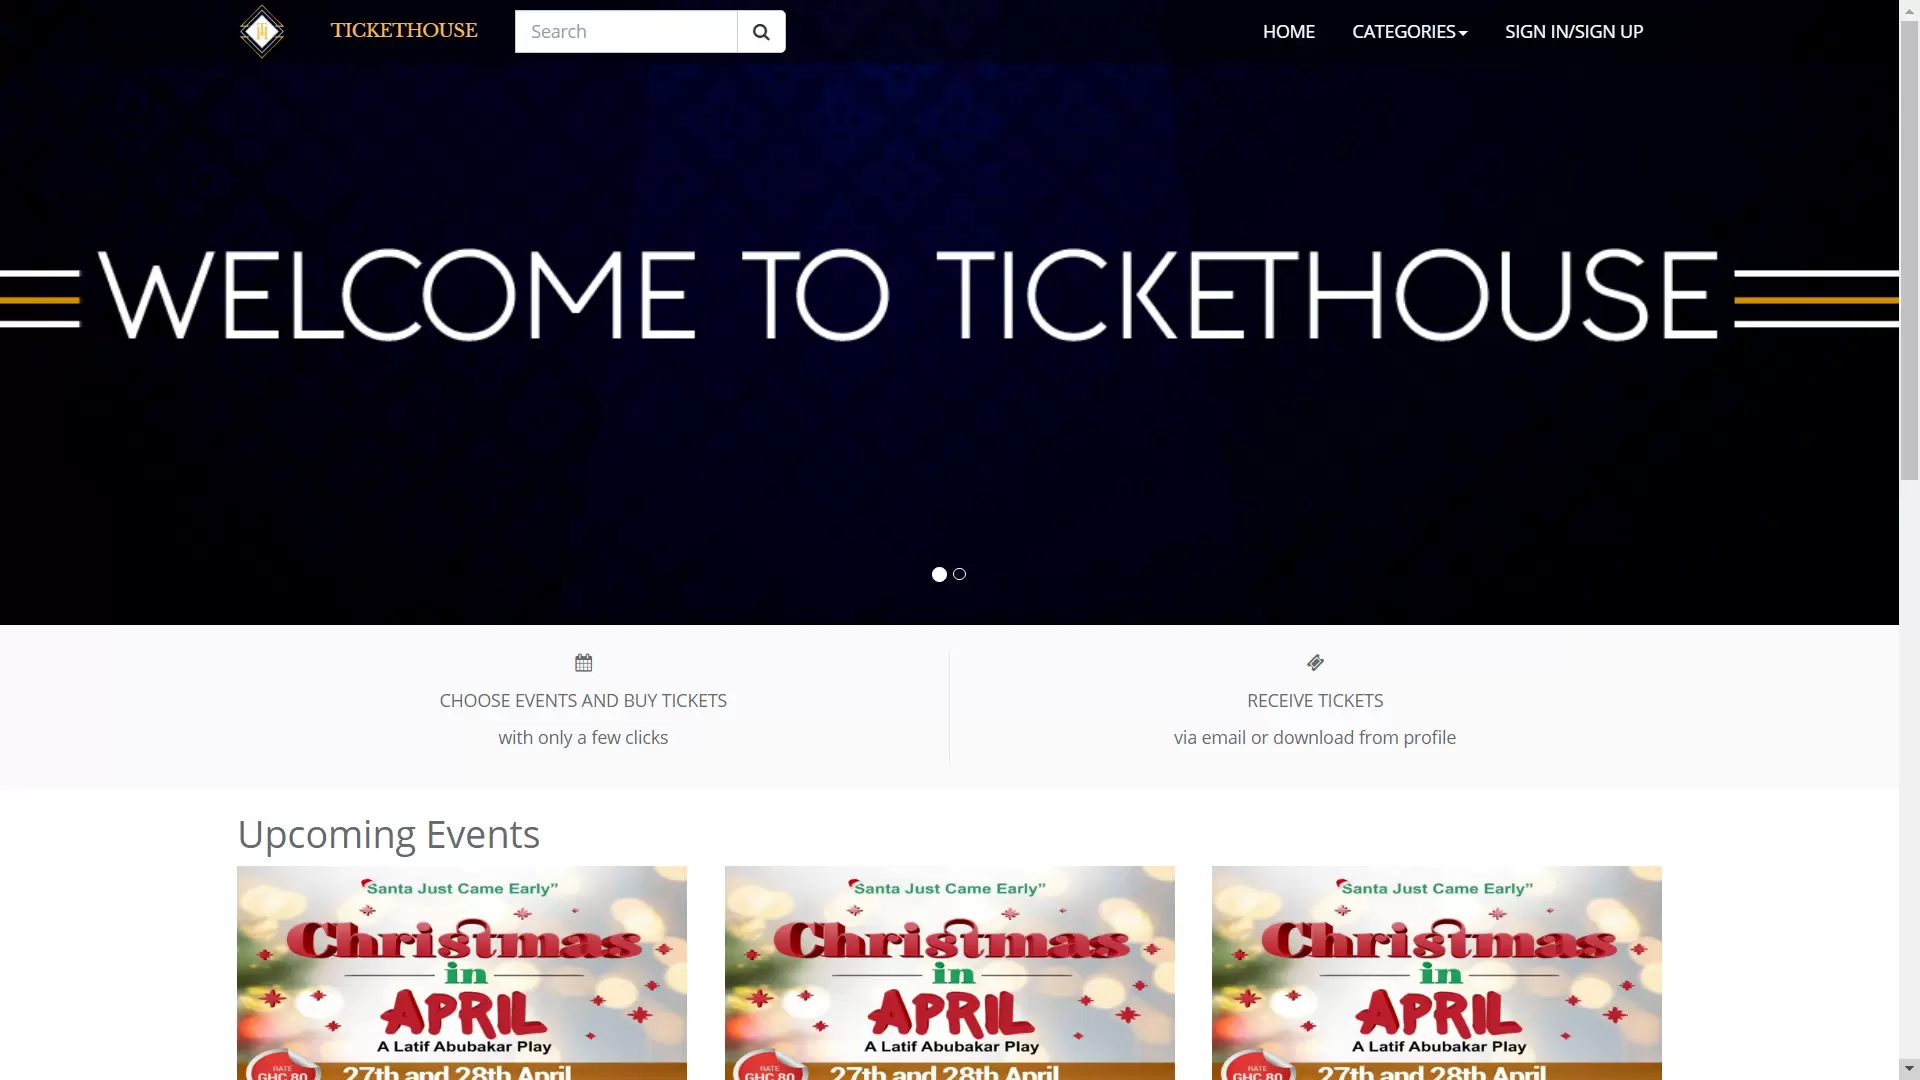 TH
TICKETHOUSE
Search
HOME
CATEGORIES
SIGN IN/SIGN UP
WELCOME TO TICKETHOUSE
CHOOSE EVENTS AND BUY TICKETS
with only a few clicks
RECEIVE TICKETS
via email or download from profile
Upcoming Events
Santa Just Came Early”
Christmas
in
APRIL
A Latif Abubakar Play
RATE
GHC 80
27th and 28th April
Santa Just Came Early”
Christmas
in
APRIL
A Latif Abubakar Play
RATE
GHC 80
27th and 28th April
Santa Just Came Early”
Christmas
in
APRIL
A Latif Abubakar Play
RATE
GHC 80
27th and 28th April